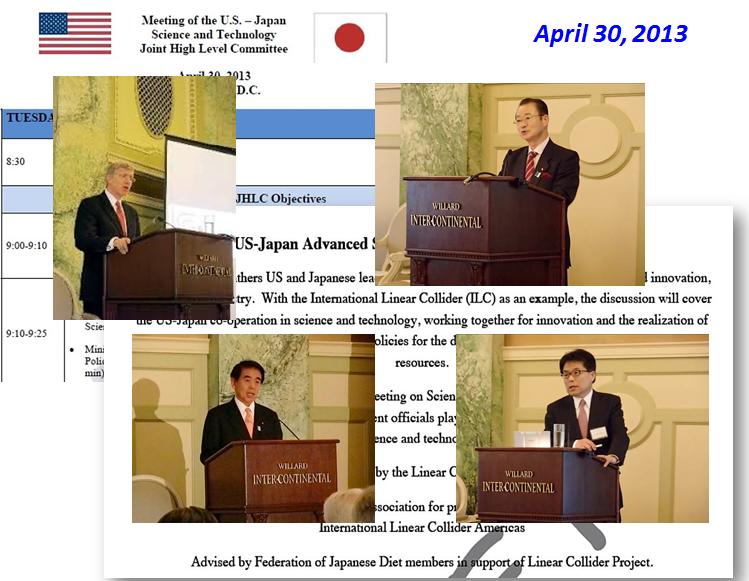 Meeting of the U.S. – Japan
Science and Technology
Joint High Level Committee
April 30, 2013
D.C.
April 30, 2013
TUESDA
8:30
JHLC Objectives
9:00-9:10
9:10-9:25
Scie
• Mini
Polic
min)
US-Japan Advanced S
thers US and Japanese lea
d innovation,
try. With the International Linear Collider (ILC) as an example, the discussion will cover
the US-Japan co-operation in science and technology, working together for innovation and the realization of
olicies for the d
resources.
eeting on Scien
ent officials play
ence and techno
by the Linear C
ssociation for p
International Linear Collider Americas
Advised by Federation of Japanese Diet members in support of Linear Collider Project.
WILLARD
INTER-CONTINENTAL
WILLARD
INTER-CONTINENTAL
WILLARD
INTER-CONTINENTAL
WILLARD
INTER-CONTINENTAL